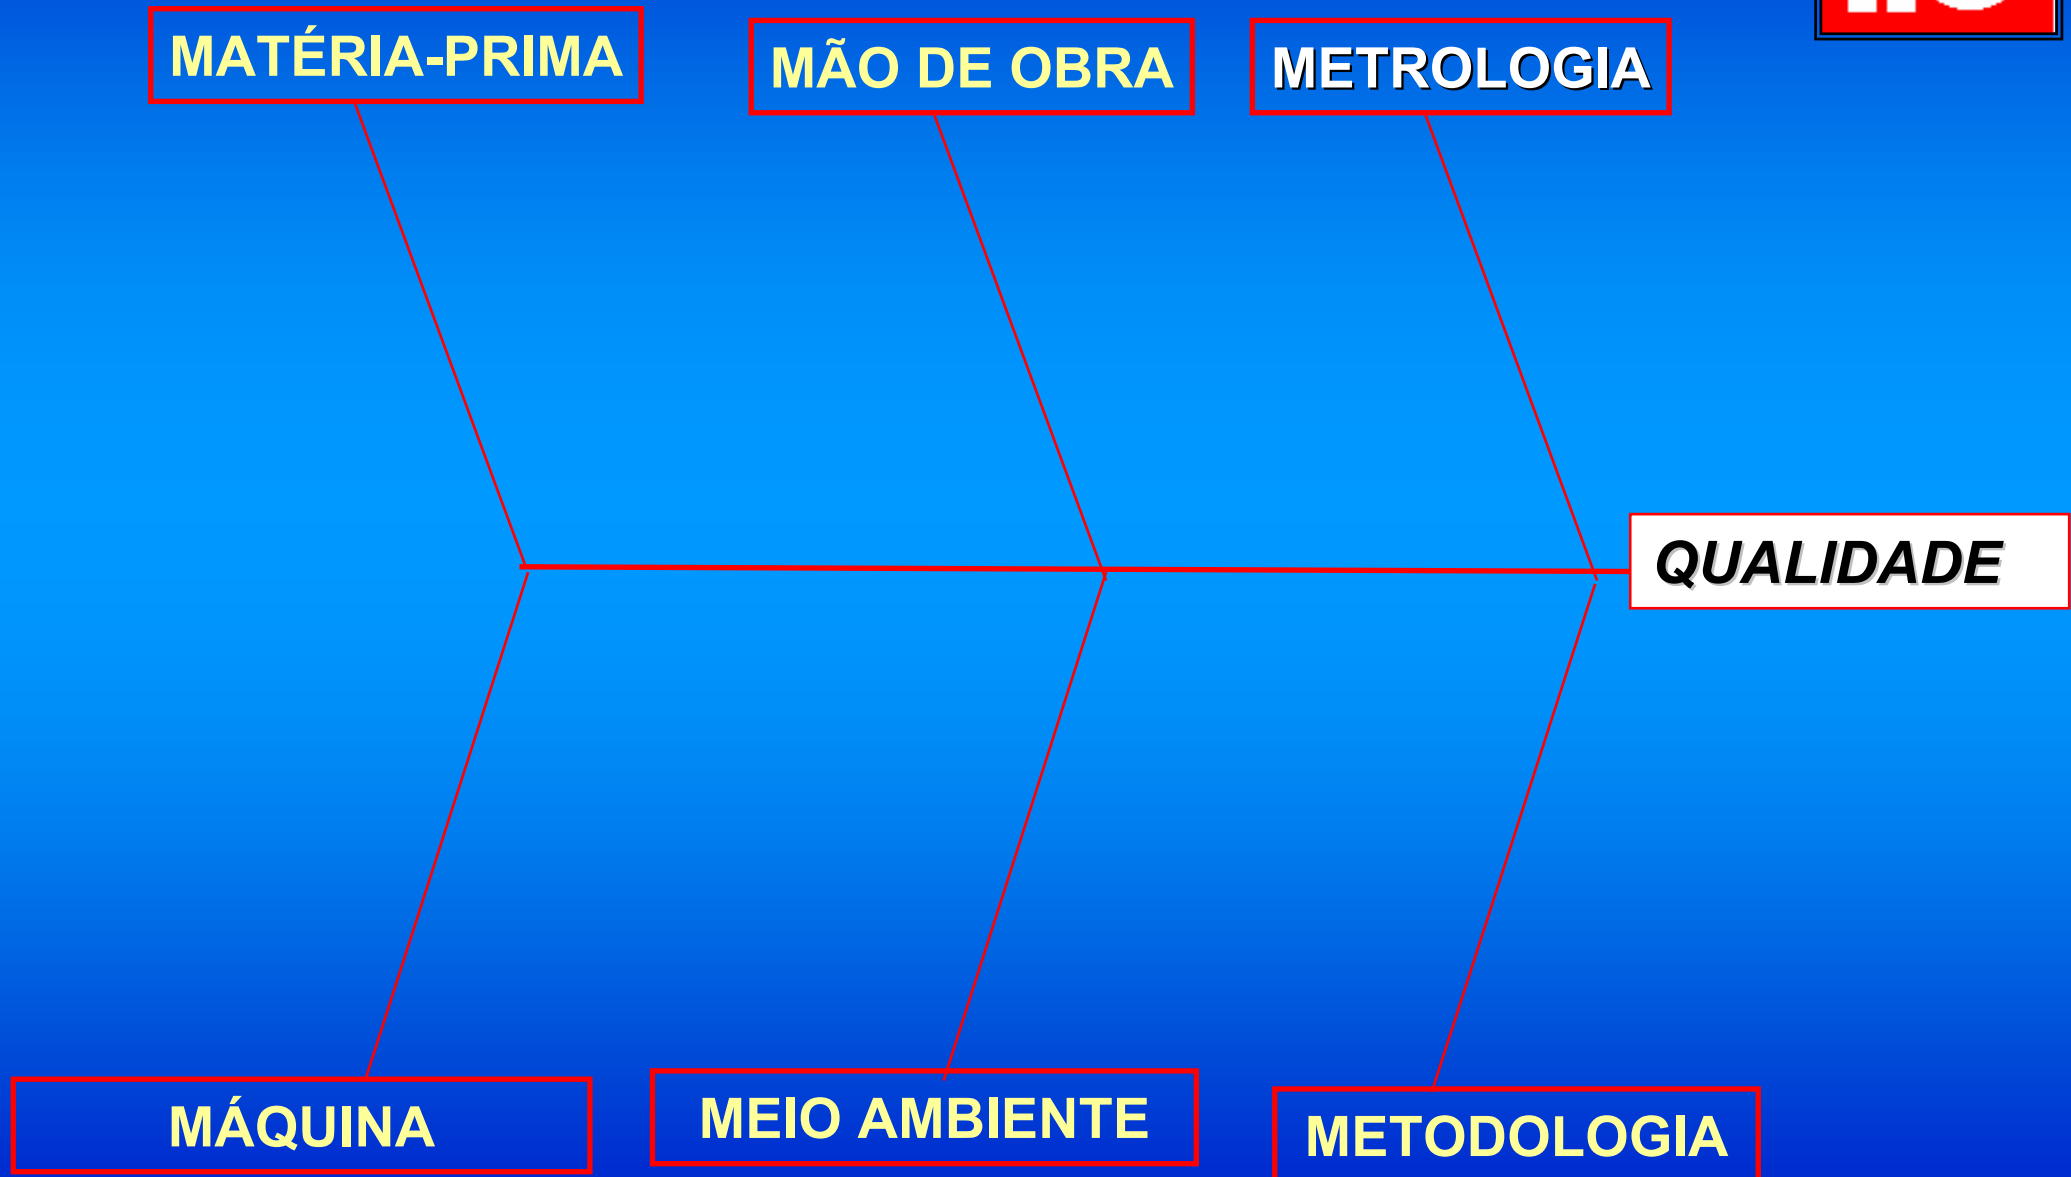 MATÉRIA-PRIMA
MÃO DE OBRA
METROLOGIA
QUALIDADE
MÁQUINA
MEIO AMBIENTE
METODOLOGIA